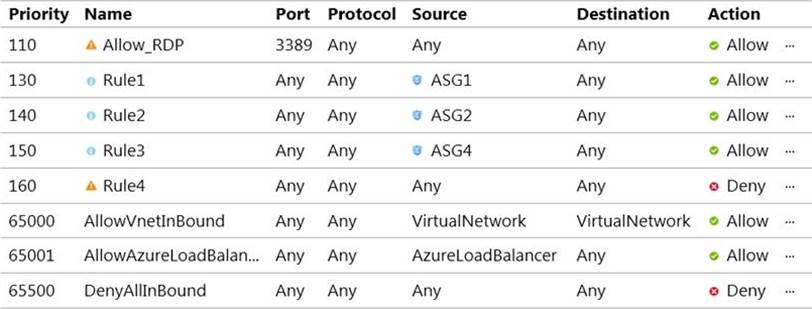 Priority Name Port Protocol Source Destination Action
110 Allow_RDP 3389 Any Any Any Allow ...
130 Rule1 Any Any ASG1 Any Allow ...
140 Rule2 Any Any ASG2 Any Allow ...
150 Rule3 Any Any ASG4 Any Allow ...
160 Rule4 Any Any Any Any Deny ...
65000 AllowVnetInBound Any Any VirtualNetwork VirtualNetwork Allow ...
65001 AllowAzureLoadBalan... Any Any AzureLoadBalancer Any Allow ...
65500 DenyAllInBound Any Any Any Any Deny ...